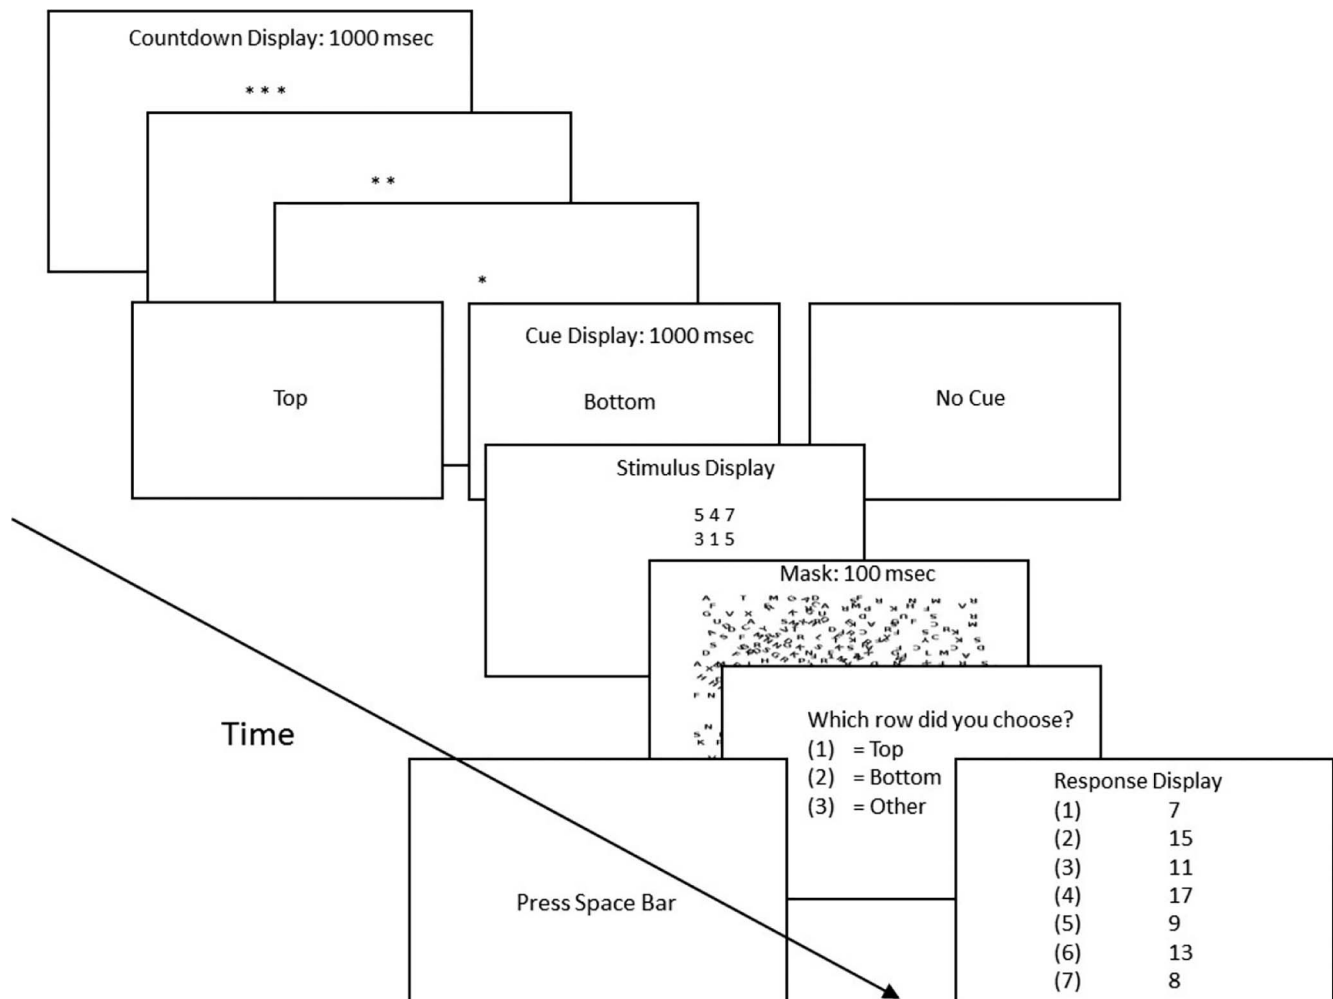 Countdown Display: 1000 msec
* * *
* *
*
Top
Cue Display: 1000 msec
Bottom
No Cue
Stimulus Display
5 4 7
3 1 5
Mask: 100 msec
Which row did you choose?
(1) = Top
(2) = Bottom
(3) = Other
Time
Press Space Bar
Response Display
(1) 7
(2) 15
(3) 11
(4) 17
(5) 9
(6) 13
(7) 8